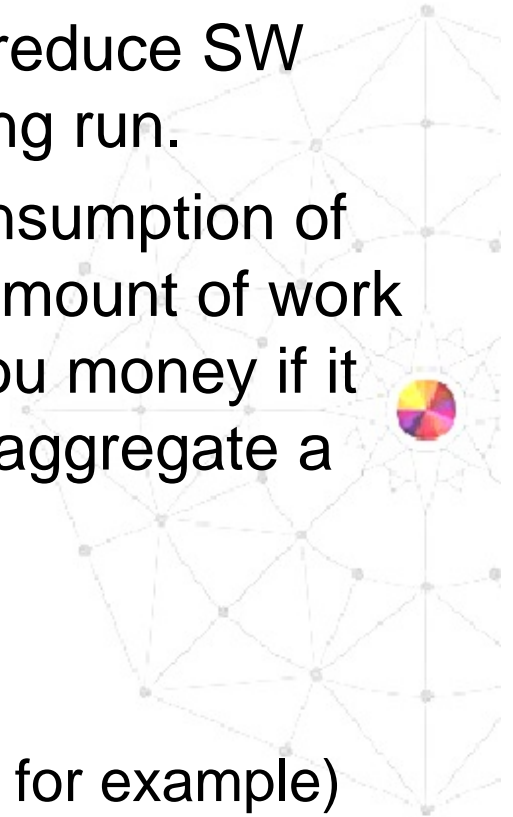 reduce SW
ng run.
nsumption of
mount of work
ou money if it
aggregate a
for example)